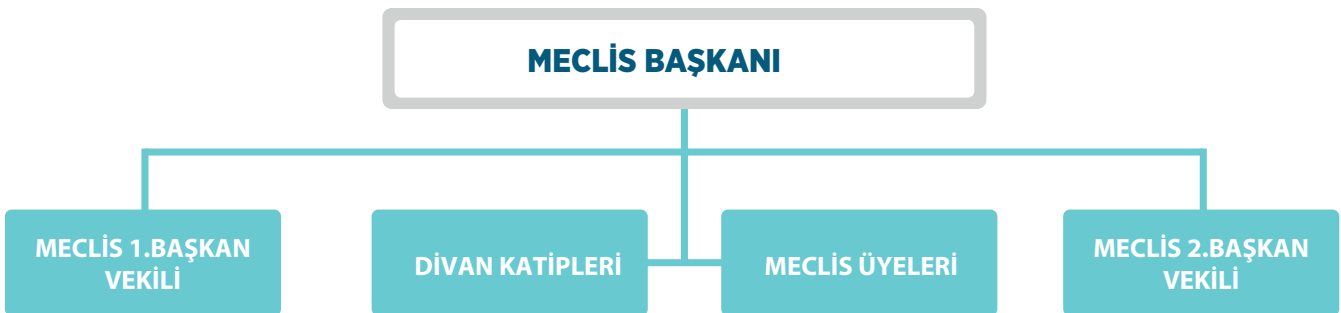 MECLİS BAŞKANI
MECLİS 1.BAŞKAN
VEKİLİ
DİVAN KATİPLERİ
MECLİS ÜYELERİ
MECLİS 2.BAŞKAN
VEKİLİ